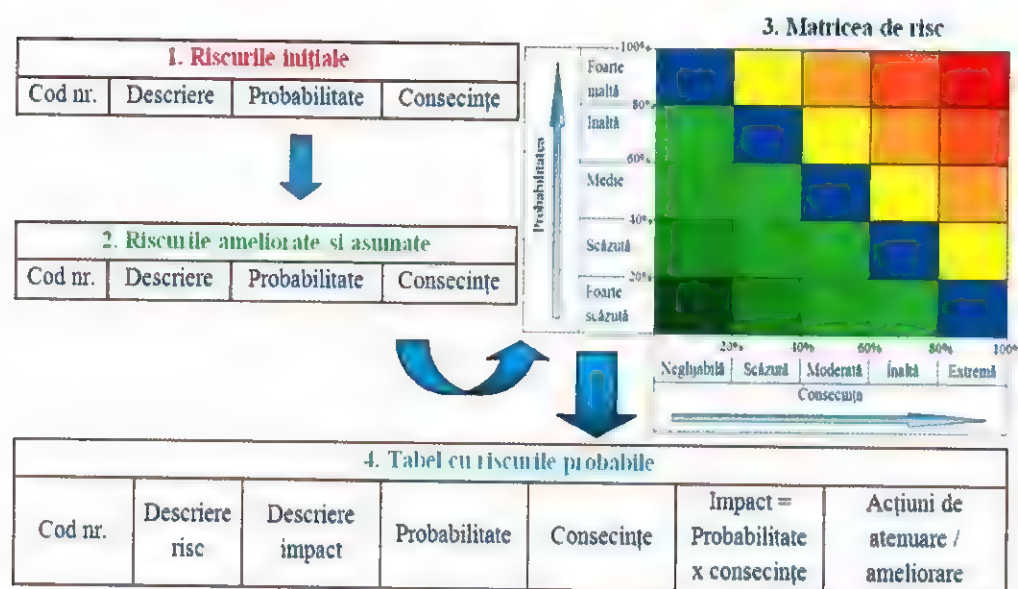 1. Riscurile inițiale
Cod nr. Descriere Probabilitate Consecințe
2. Riscurile ameliorate si asumate
Cod nr. Descriere Probabilitate Consecințe
3. Matricea de risc
Probabilitatea
100%
Foarte
înaltă
80%
Înaltă
60%
Medie
40%
Scăzută
20%
Foarte
scăzută
20% 40% 60% 80% 100%
Neglijabilă Scăzută Moderată Înaltă Extremă
Consecința
4. Tabel cu riscurile probabile
Cod nr.
Descriere
risc
Descriere
impact
Probabilitate
Consecințe
Impact =
Probabilitate
x consecințe
Acțiuni de
atenuare /
ameliorare